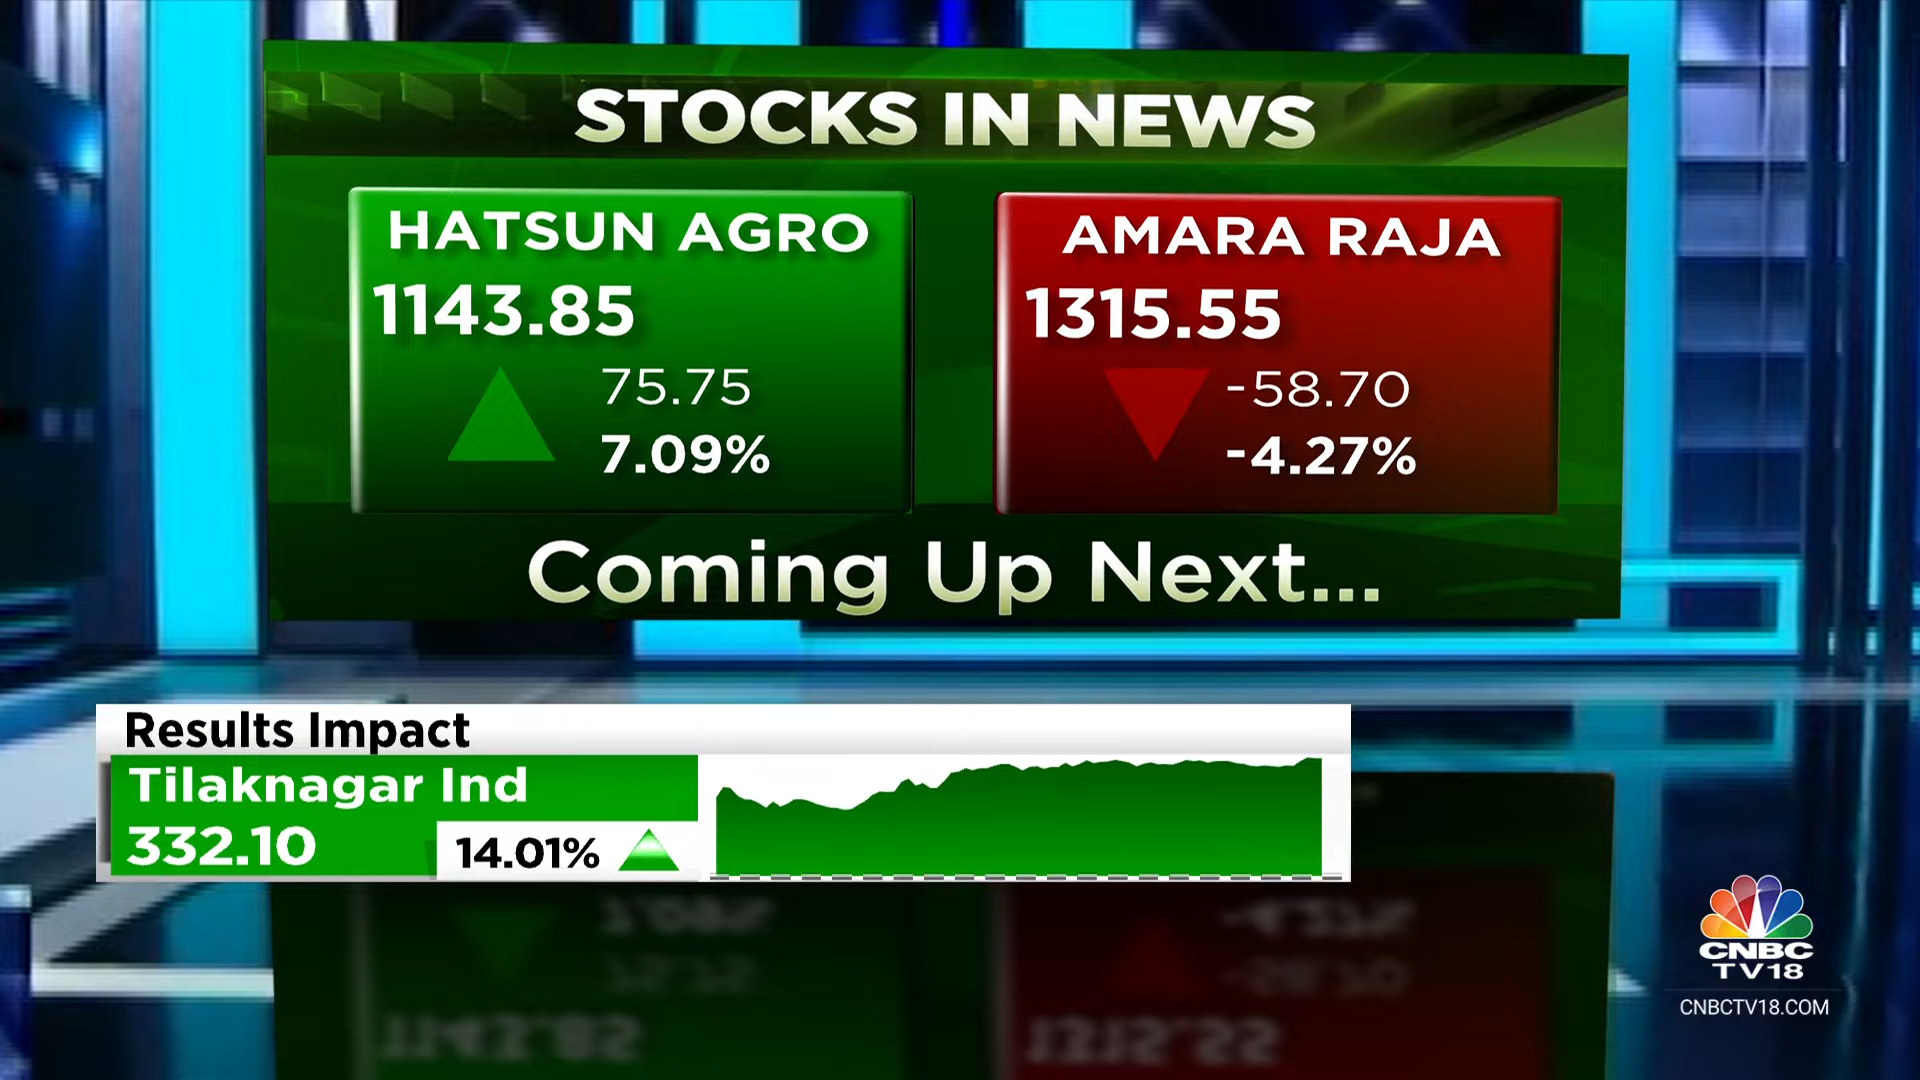 STOCKS IN NEWS
HATSUN AGRO
1143.85
75.75
7.09%
AMARA RAJA
1315.55
-58.70
-4.27%
Coming Up Next...
Results Impact
Tilaknagar Ind
332.10
14.01%
CNBC
TV18
CNBCTV18.COM